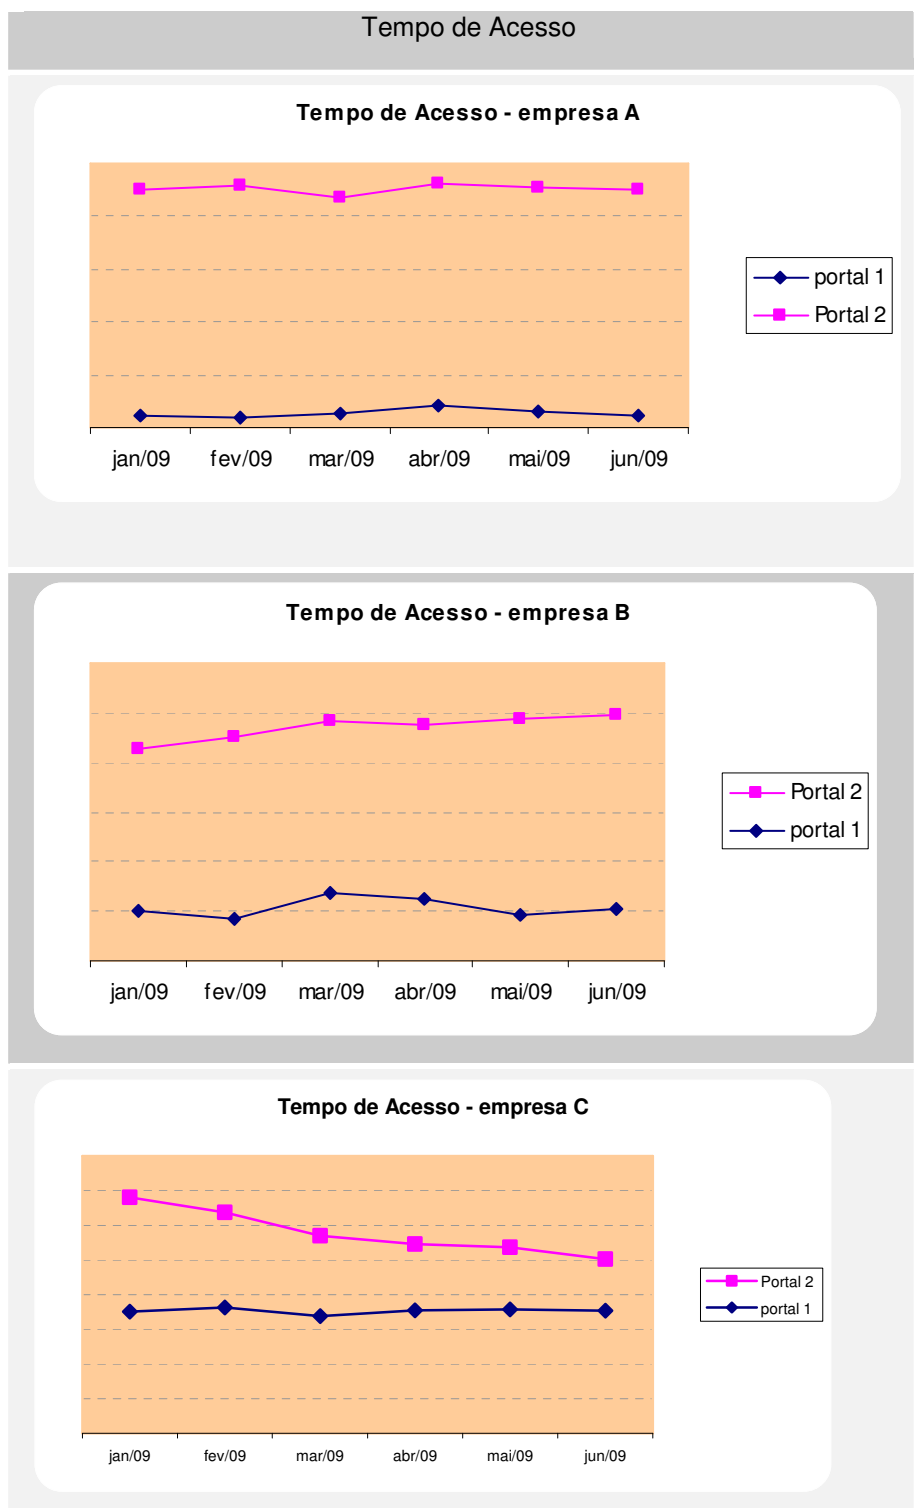 Tempo de Acesso
Tempo de Acesso - empresa A
portal 1
Portal 2
jan/09 fev/09 mar/09 abr/09 mai/09 jun/09
Tempo de Acesso - empresa B
Portal 2
portal 1
jan/09 fev/09 mar/09 abr/09 mai/09 jun/09
Tempo de Acesso - empresa C
Portal 2
portal 1
jan/09 fev/09 mar/09 abr/09 mai/09 jun/09